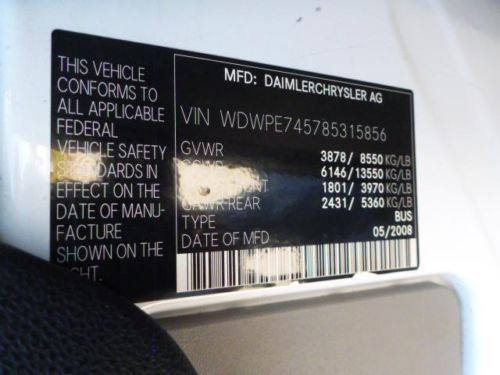 THIS VEHICLE
CONFORMS TO
ALL APPLICABLE
FEDERAL
VEHICLE SAFETY
STANDARDS IN
EFFECT ON THE
DATE OF MANU-
FACTURE
SHOWN ON THE
MFD: DAIMLERCHRYSLER AG
VIN WDWPE745785315856
GVWR 3878/ 8550 KG/LB
6146/13550 KG/LB
1801/ 3970 KG/LB
GAWR-REAR 2431/ 5360 KG/LB
TYPE BUS
DATE OF MFD 05/2008